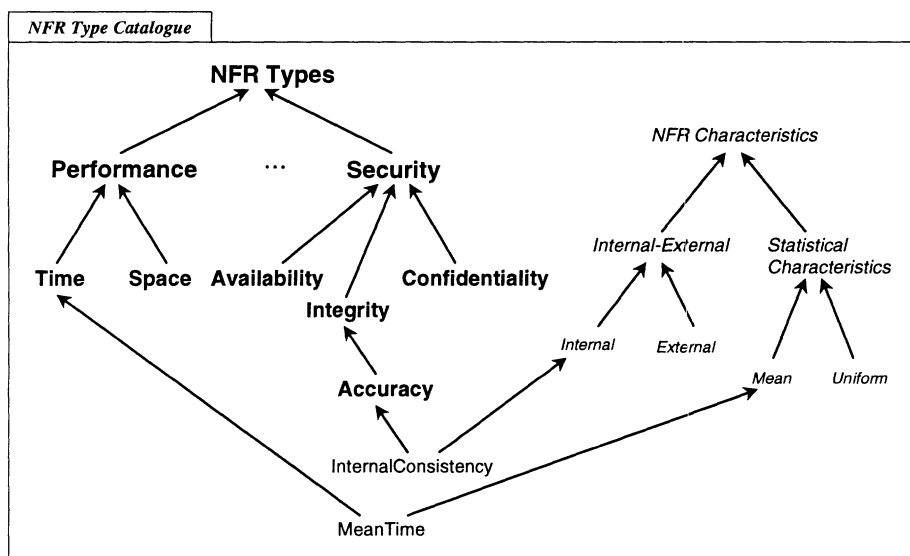 NFR Type Catalogue
NFR Types
NFR Characteristics
Performance ... Security
Internal-External
Statistical
Characteristics
Time Space Availability Confidentiality
Integrity
Internal External
Accuracy
Mean Uniform
InternalConsistency
MeanTime